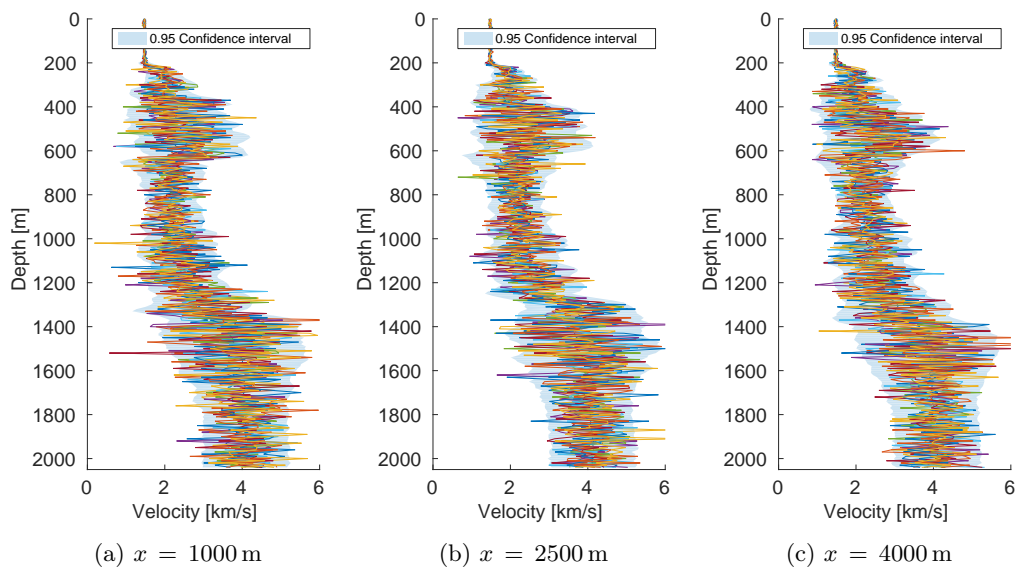 0
200
400
600
800
1000
1200
1400
1600
1800
2000
Depth [m]
0.95 Confidence interval
0 2 4 6
Velocity [km/s]
(a) x = 1000 m
0
200
400
600
800
1000
1200
1400
1600
1800
2000
Depth [m]
0.95 Confidence interval
0 2 4 6
Velocity [km/s]
(b) x = 2500 m
0
200
400
600
800
1000
1200
1400
1600
1800
2000
Depth [m]
0.95 Confidence interval
0 2 4 6
Velocity [km/s]
(c) x = 4000 m